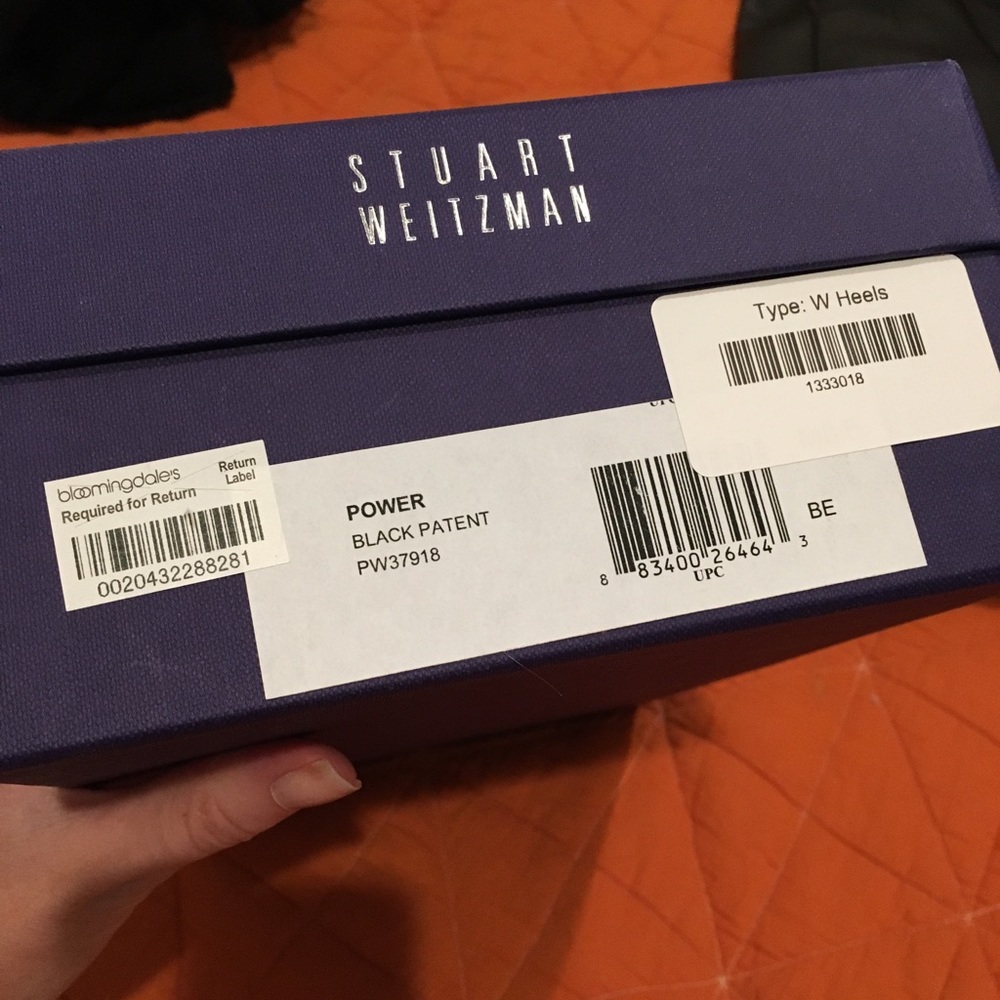 STUART
WEITZMAN
Type: W Heels
1333018
bloomingdale's
Return
Label
Required for Return
0020432288281
POWER
BLACK PATENT
PW37918
UPC
8 83400 26464 3
UPC
BE